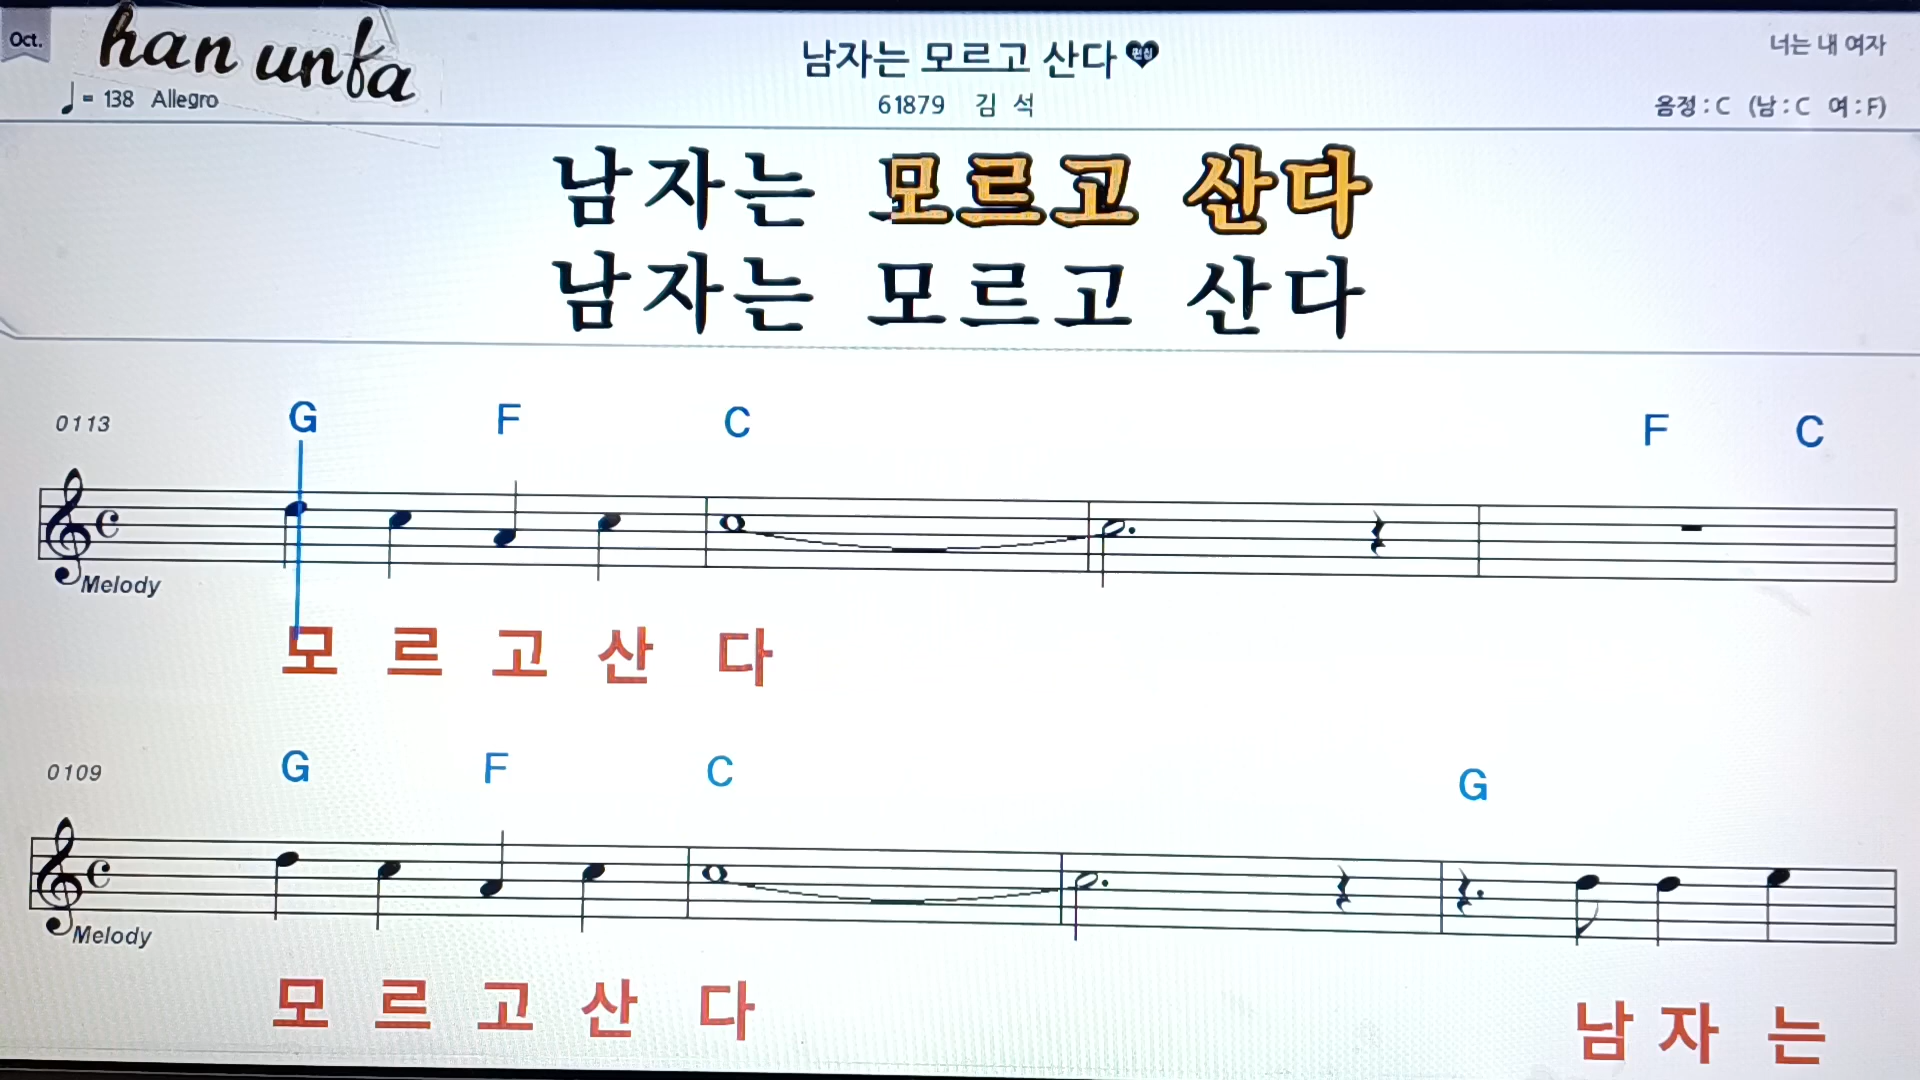 Oct.
han unfa
♩= 138 Allegro
남자는 모르고 산다
61879 김 석
너는 내 여자
음정 : C (남 : C 여 : F)
남자는 모르고 산다
남자는 모르고 산다
0113
G F C F C
Melody
모 르 고 산 다
0109
G F C G
Melody
모 르 고 산 다 남 자 는